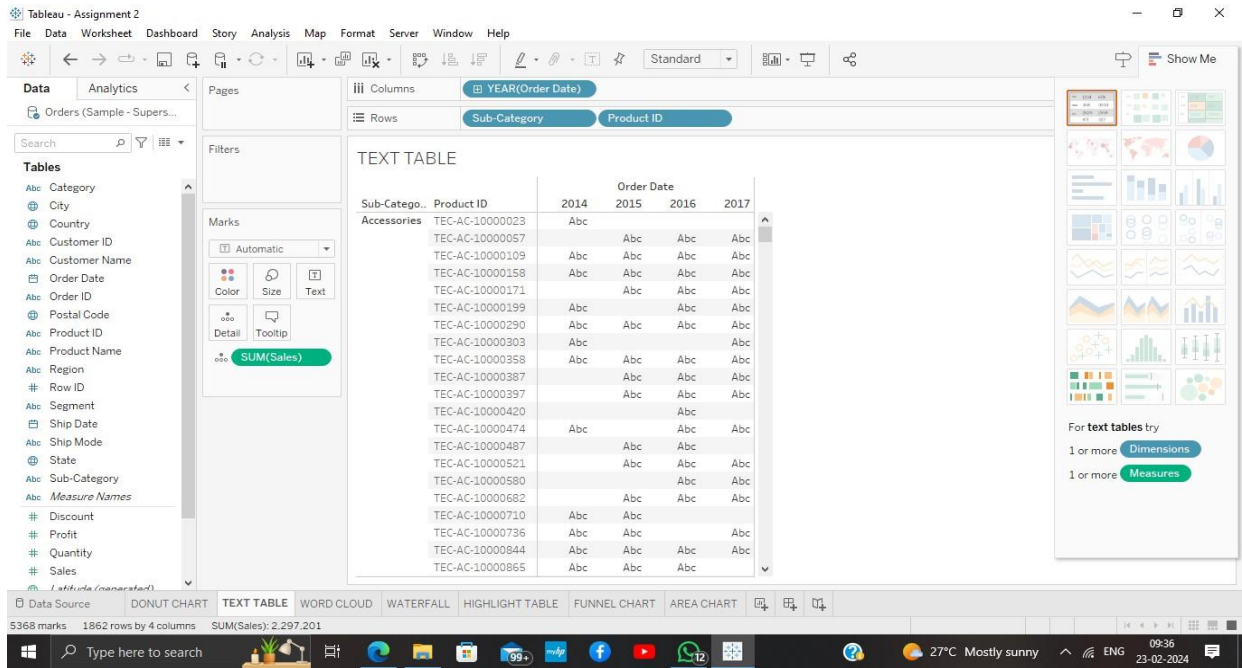 Tableau - Assignment 2
File Data Worksheet Dashboard Story Analysis Map Format Server Window Help
Standard
Show Me
Data Analytics
Orders (Sample - Supers...
Search
Tables
Abc Category
City
Country
Abc Customer ID
Abc Customer Name
Order Date
Abc Order ID
Postal Code
Abc Product ID
Abc Product Name
Abc Region
# Row ID
Abc Segment
Ship Date
Abc Ship Mode
State
Abc Sub-Category
Abc Measure Names
# Discount
# Profit
# Quantity
# Sales
Latitude (generated)
Pages
Filters
Marks
Automatic
Color Size Text
Detail Tooltip
SUM(Sales)
Columns YEAR(Order Date)
Rows Sub-Category Product ID
TEXT TABLE
Order Date
Sub-Catego.. Product ID 2014 2015 2016 2017
Accessories TEC-AC-10000023 Abc
TEC-AC-10000057 Abc Abc Abc
TEC-AC-10000109 Abc Abc Abc Abc
TEC-AC-10000158 Abc Abc Abc Abc
TEC-AC-10000171 Abc Abc Abc
TEC-AC-10000199 Abc Abc Abc
TEC-AC-10000290 Abc Abc Abc Abc
TEC-AC-10000303 Abc Abc
TEC-AC-10000358 Abc Abc Abc Abc
TEC-AC-10000387 Abc Abc Abc
TEC-AC-10000397 Abc Abc Abc
TEC-AC-10000420 Abc
TEC-AC-10000474 Abc Abc Abc
TEC-AC-10000487 Abc Abc
TEC-AC-10000521 Abc Abc Abc
TEC-AC-10000580 Abc Abc
TEC-AC-10000682 Abc Abc Abc
TEC-AC-10000710 Abc Abc
TEC-AC-10000736 Abc Abc Abc
TEC-AC-10000844 Abc Abc Abc Abc
TEC-AC-10000865 Abc Abc Abc
For text tables try
1 or more Dimensions
1 or more Measures
Data Source DONUT CHART TEXT TABLE WORD CLOUD WATERFALL HIGHLIGHT TABLE FUNNEL CHART AREA CHART
5368 marks 1862 rows by 4 columns SUM(Sales): 2,297,201
Type here to search
99+
myhp
12
27°C Mostly sunny
ENG
09:36
23-02-2024